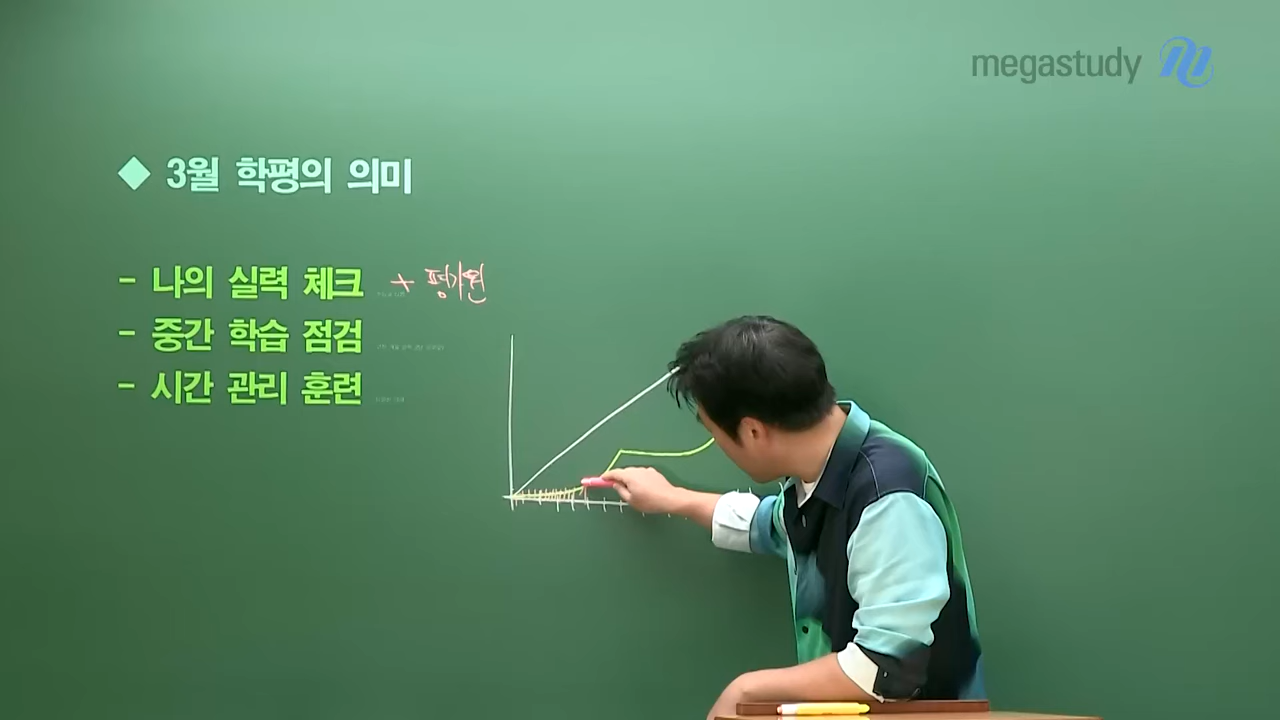 megastudy
◆ 3월 학평의 의미
- 나의 실력 체크 + 평가원
- 중간 학습 점검
- 시간 관리 훈련